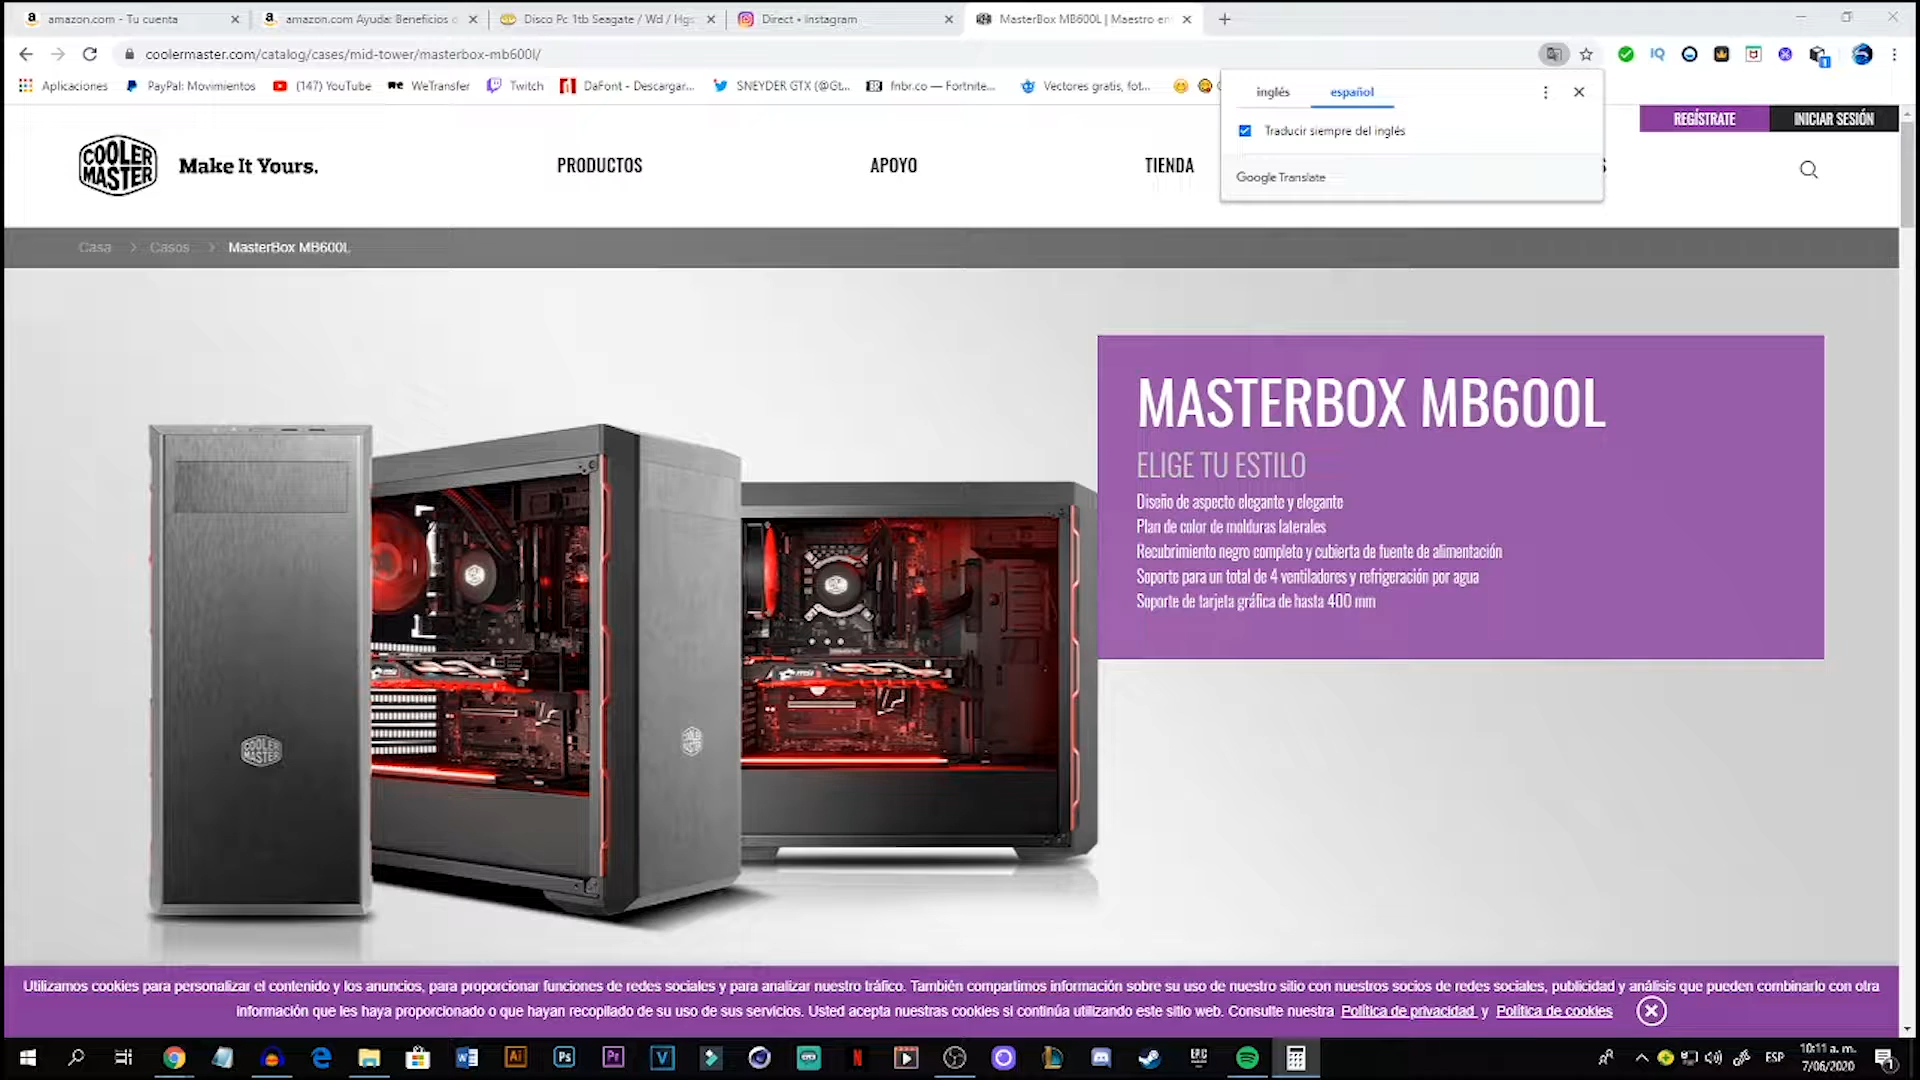 amazon.com - Tu cuenta
amazon.com Ayuda: Beneficios
Disco Pc 1tb Seagate / Wd / Hgs
Direct • Instagram
MasterBox MB600L | Maestro en
coolermaster.com/catalog/cases/mid-tower/masterbox-mb600l/
Aplicaciones
PayPal: Movimientos
(147) YouTube
WeTransfer
Twitch
DaFont - Descargar...
SNEYDER GTX (@Gt...
fnbr.co — Fortnite...
Vectores gratis, fot...
inglés
español
Traducir siempre del inglés
Google Translate
REGÍSTRATE
INICIAR SESIÓN
COOLER MASTER
Make It Yours.
PRODUCTOS
APOYO
TIENDA
Casa
Casos
MasterBox MB600L
MASTERBOX MB600L
ELIGE TU ESTILO
Diseño de aspecto elegante y elegante
Plan de color de molduras laterales
Recubrimiento negro completo y cubierta de fuente de alimentación
Soporte para un total de 4 ventiladores y refrigeración por agua
Soporte de tarjeta gráfica de hasta 400 mm
COOLER MASTER
Utilizamos cookies para personalizar el contenido y los anuncios, para proporcionar funciones de redes sociales y para analizar nuestro tráfico. También compartimos información sobre su uso de nuestro sitio con nuestros socios de redes sociales, publicidad y análisis que pueden combinarlo con otra
información que les haya proporcionado o que hayan recopilado de su uso de sus servicios. Usted acepta nuestras cookies si continúa utilizando este sitio web. Consulte nuestra Política de privacidad y Política de cookies
ESP
10:11 a. m.
7/06/2020